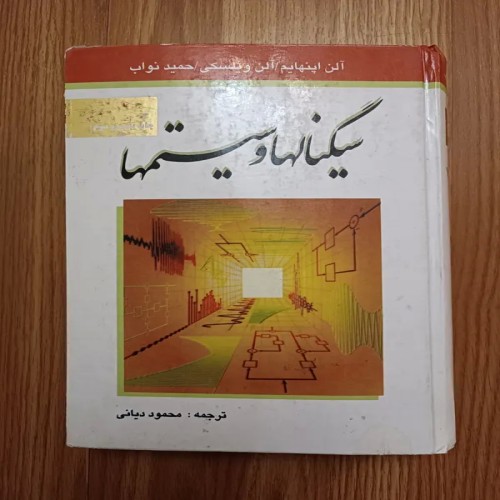 آلن اپنهایم/آلن ویلسکی/حمید نواب
سیگنالها و سیستمها
ترجمه : محمود دیانی